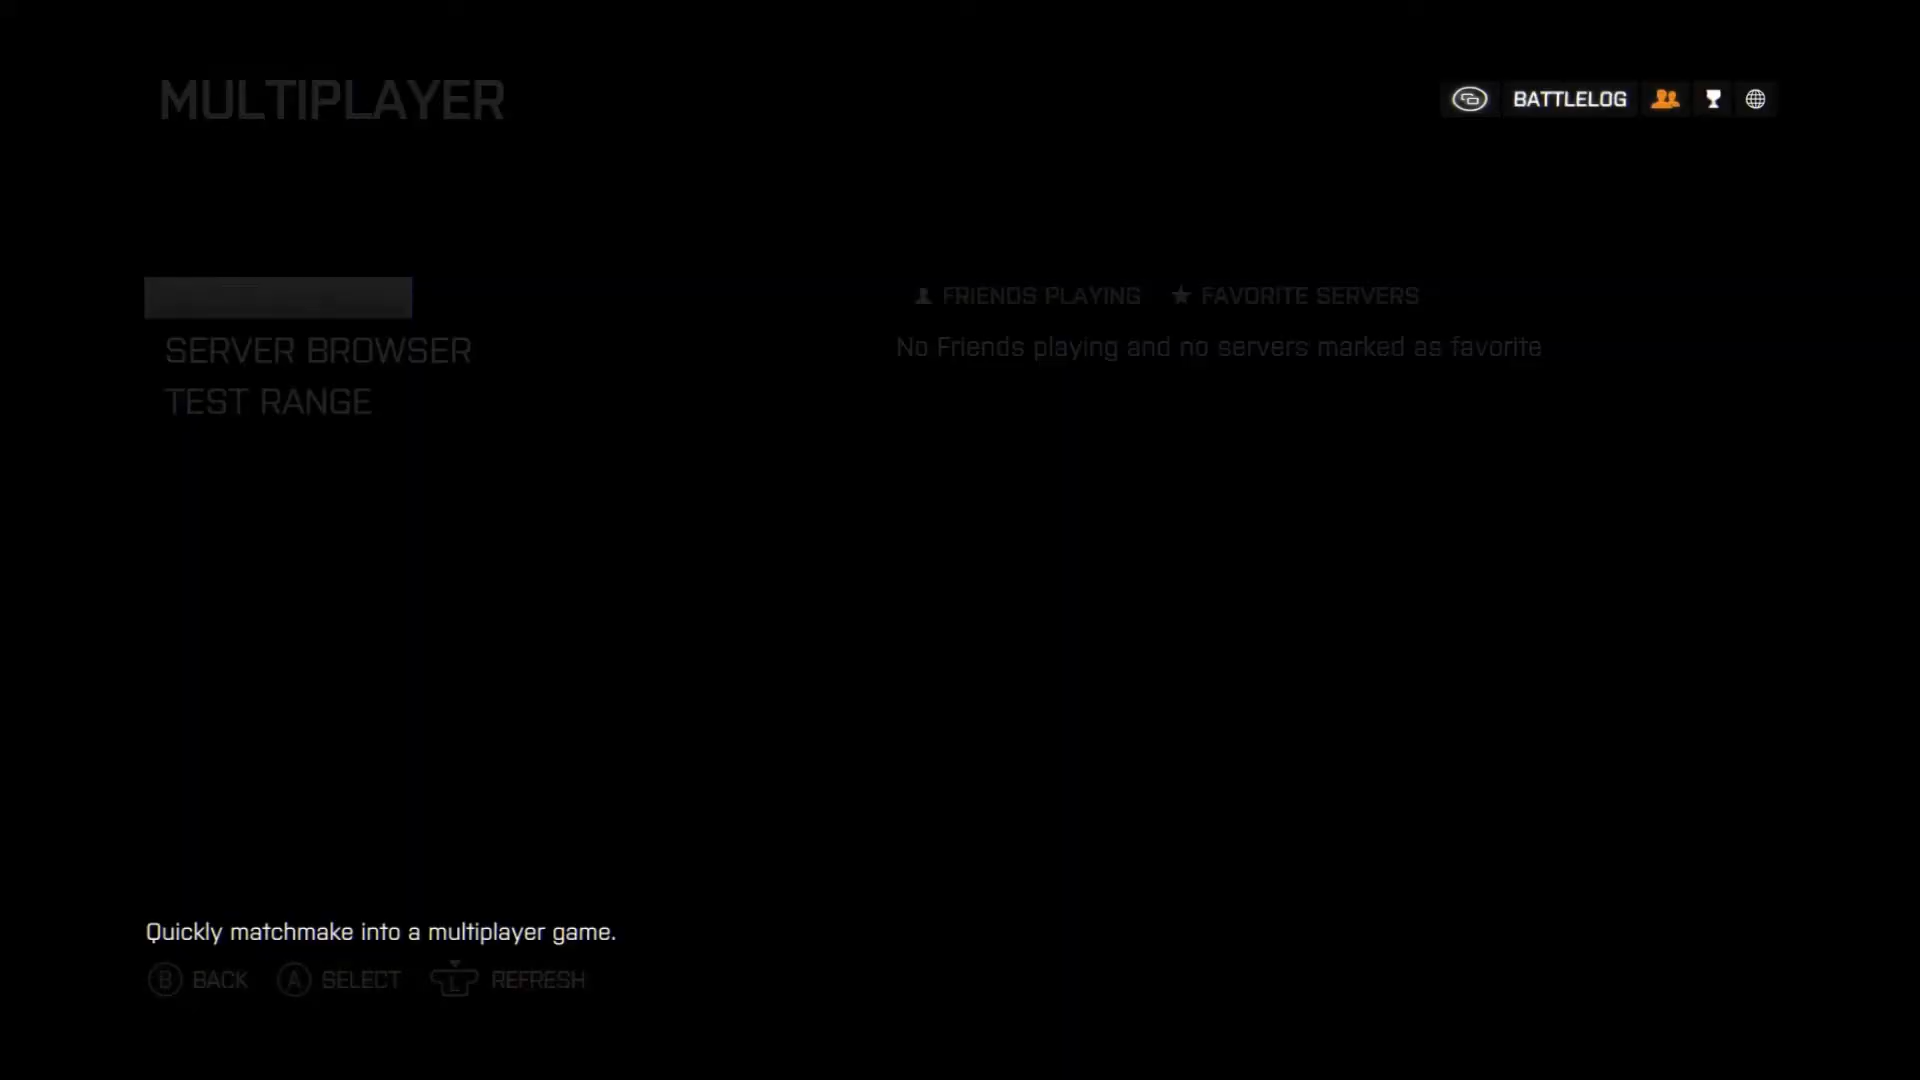 MULTIPLAYER
BATTLELOG
FRIENDS PLAYING FAVORITE SERVERS
SERVER BROWSER
No Friends playing and no servers marked as favorite
TEST RANGE
Quickly matchmake into a multiplayer game.
B BACK A SELECT L REFRESH